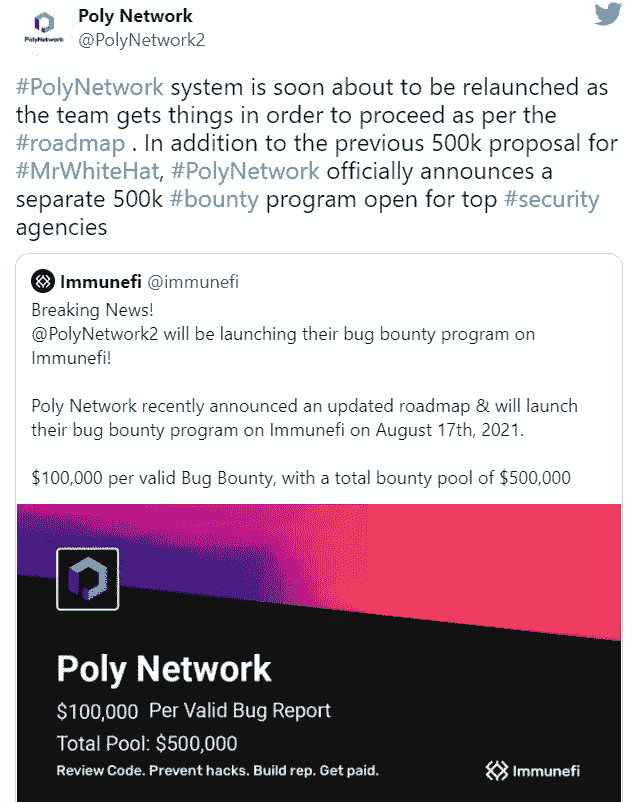 Poly Network
PolyNetwork
@PolyNetwork2
#PolyNetwork system is soon about to be relaunched as
the team gets things in order to proceed as per the
#roadmap . In addition to the previous 500k proposal for
#MrWhiteHat, #PolyNetwork officially announces a
separate 500k #bounty program open for top #security
agencies
Immunefi @immunefi
Breaking News!
@PolyNetwork2 will be launching their bug bounty program on
Immunefi!
Poly Network recently announced an updated roadmap & will launch
their bug bounty program on Immunefi on August 17th, 2021.
$100,000 per valid Bug Bounty, with a total bounty pool of $500,000
Poly Network
$100,000 Per Valid Bug Report
Total Pool: $500,000
Review Code. Prevent hacks. Build rep. Get paid.
Immunefi